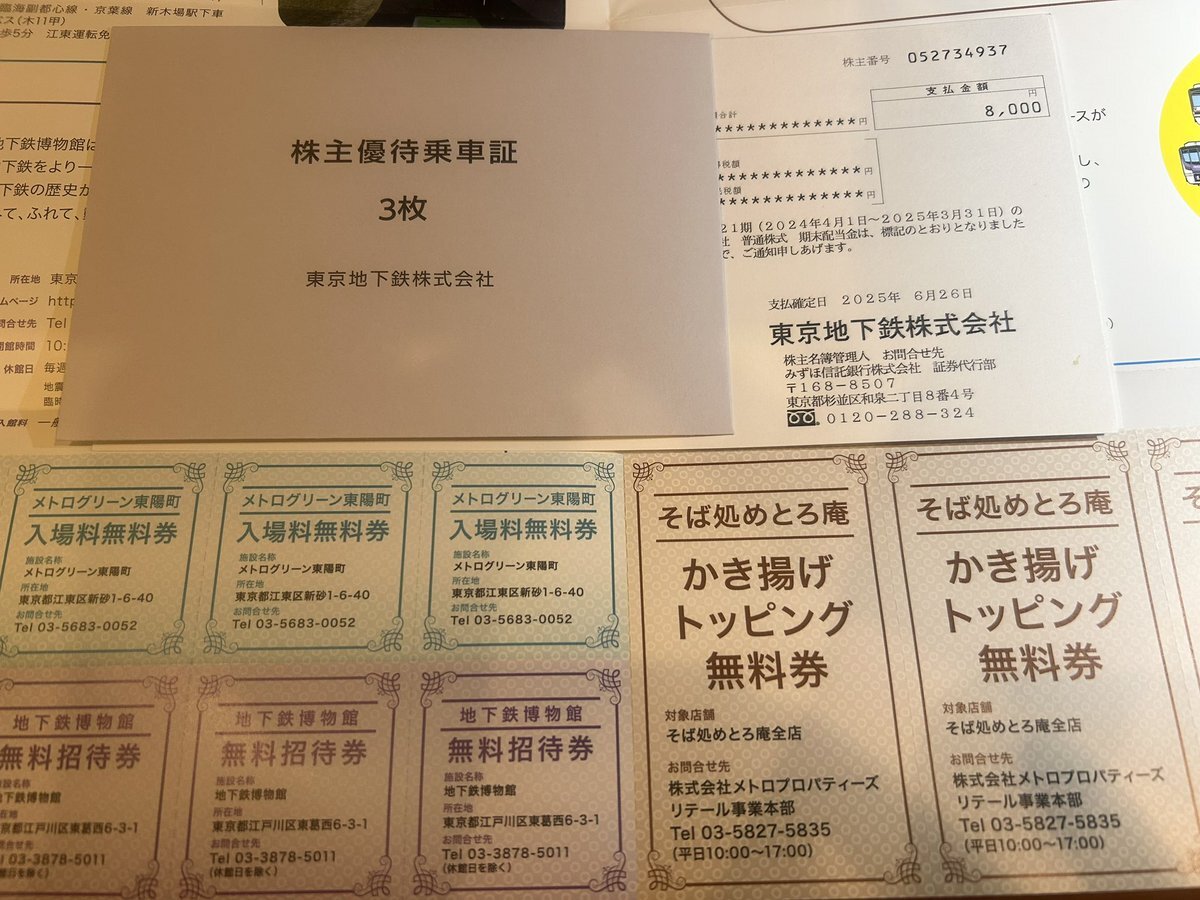 臨海副都心線・京葉線 新木場駅下車
バス(木11甲)
歩5分 江東運転免
地下鉄博物館は
下鉄をより一
下鉄の歴史か
て、ふれて、
所在地 東京
ムページ http
問合せ先 Tel
開館時間 10:
休館日 毎週
地震
臨時
入館料 一般
株主優待乗車証
3枚
東京地下鉄株式会社
株主番号 052734937
支払金額
円
8,000
合計
************円
税額
************円
税額
************円
21期(2024年4月1日~2025年3月31日)の
社 普通株式 期末配当金は、標記のとおりとなりました
で、ご通知申しあげます。
支払確定日 2025年 6月26日
東京地下鉄株式会社
株主名簿管理人 お問合せ先
みずほ信託銀行株式会社 証券代行部
〒168-8507
東京都杉並区和泉二丁目8番4号
0120-288-324
ースが
し、
の
メトログリーン東陽町
入場料無料券
施設名称
メトログリーン東陽町
所在地
東京都江東区新砂1-6-40
お問合せ先
Tel 03-5683-0052
メトログリーン東陽町
入場料無料券
施設名称
メトログリーン東陽町
所在地
東京都江東区新砂1-6-40
お問合せ先
Tel 03-5683-0052
メトログリーン東陽町
入場料無料券
施設名称
メトログリーン東陽町
所在地
東京都江東区新砂1-6-40
お問合せ先
Tel 03-5683-0052
地下鉄博物館
無料招待券
施設名称
地下鉄博物館
所在地
東京都江戸川区東葛西6-3-1
お問合せ先
Tel 03-3878-5011
(休館日を除く)
地下鉄博物館
無料招待券
施設名称
地下鉄博物館
所在地
東京都江戸川区東葛西6-3-1
お問合せ先
Tel 03-3878-5011
(休館日を除く)
地下鉄博物館
無料招待券
施設名称
地下鉄博物館
所在地
東京都江戸川区東葛西6-3-1
お問合せ先
Tel 03-3878-5011
(休館日を除く)
そば処めとろ庵
かき揚げ
トッピング
無料券
対象店舗
そば処めとろ庵全店
お問合せ先
株式会社メトロプロパティーズ
リテール事業本部
Tel 03-5827-5835
(平日10:00~17:00)
そば処めとろ庵
かき揚げ
トッピング
無料券
対象店舗
そば処めとろ庵全店
お問合せ先
株式会社メトロプロパティーズ
リテール事業本部
Tel 03-5827-5835
(平日10:00~17:00)